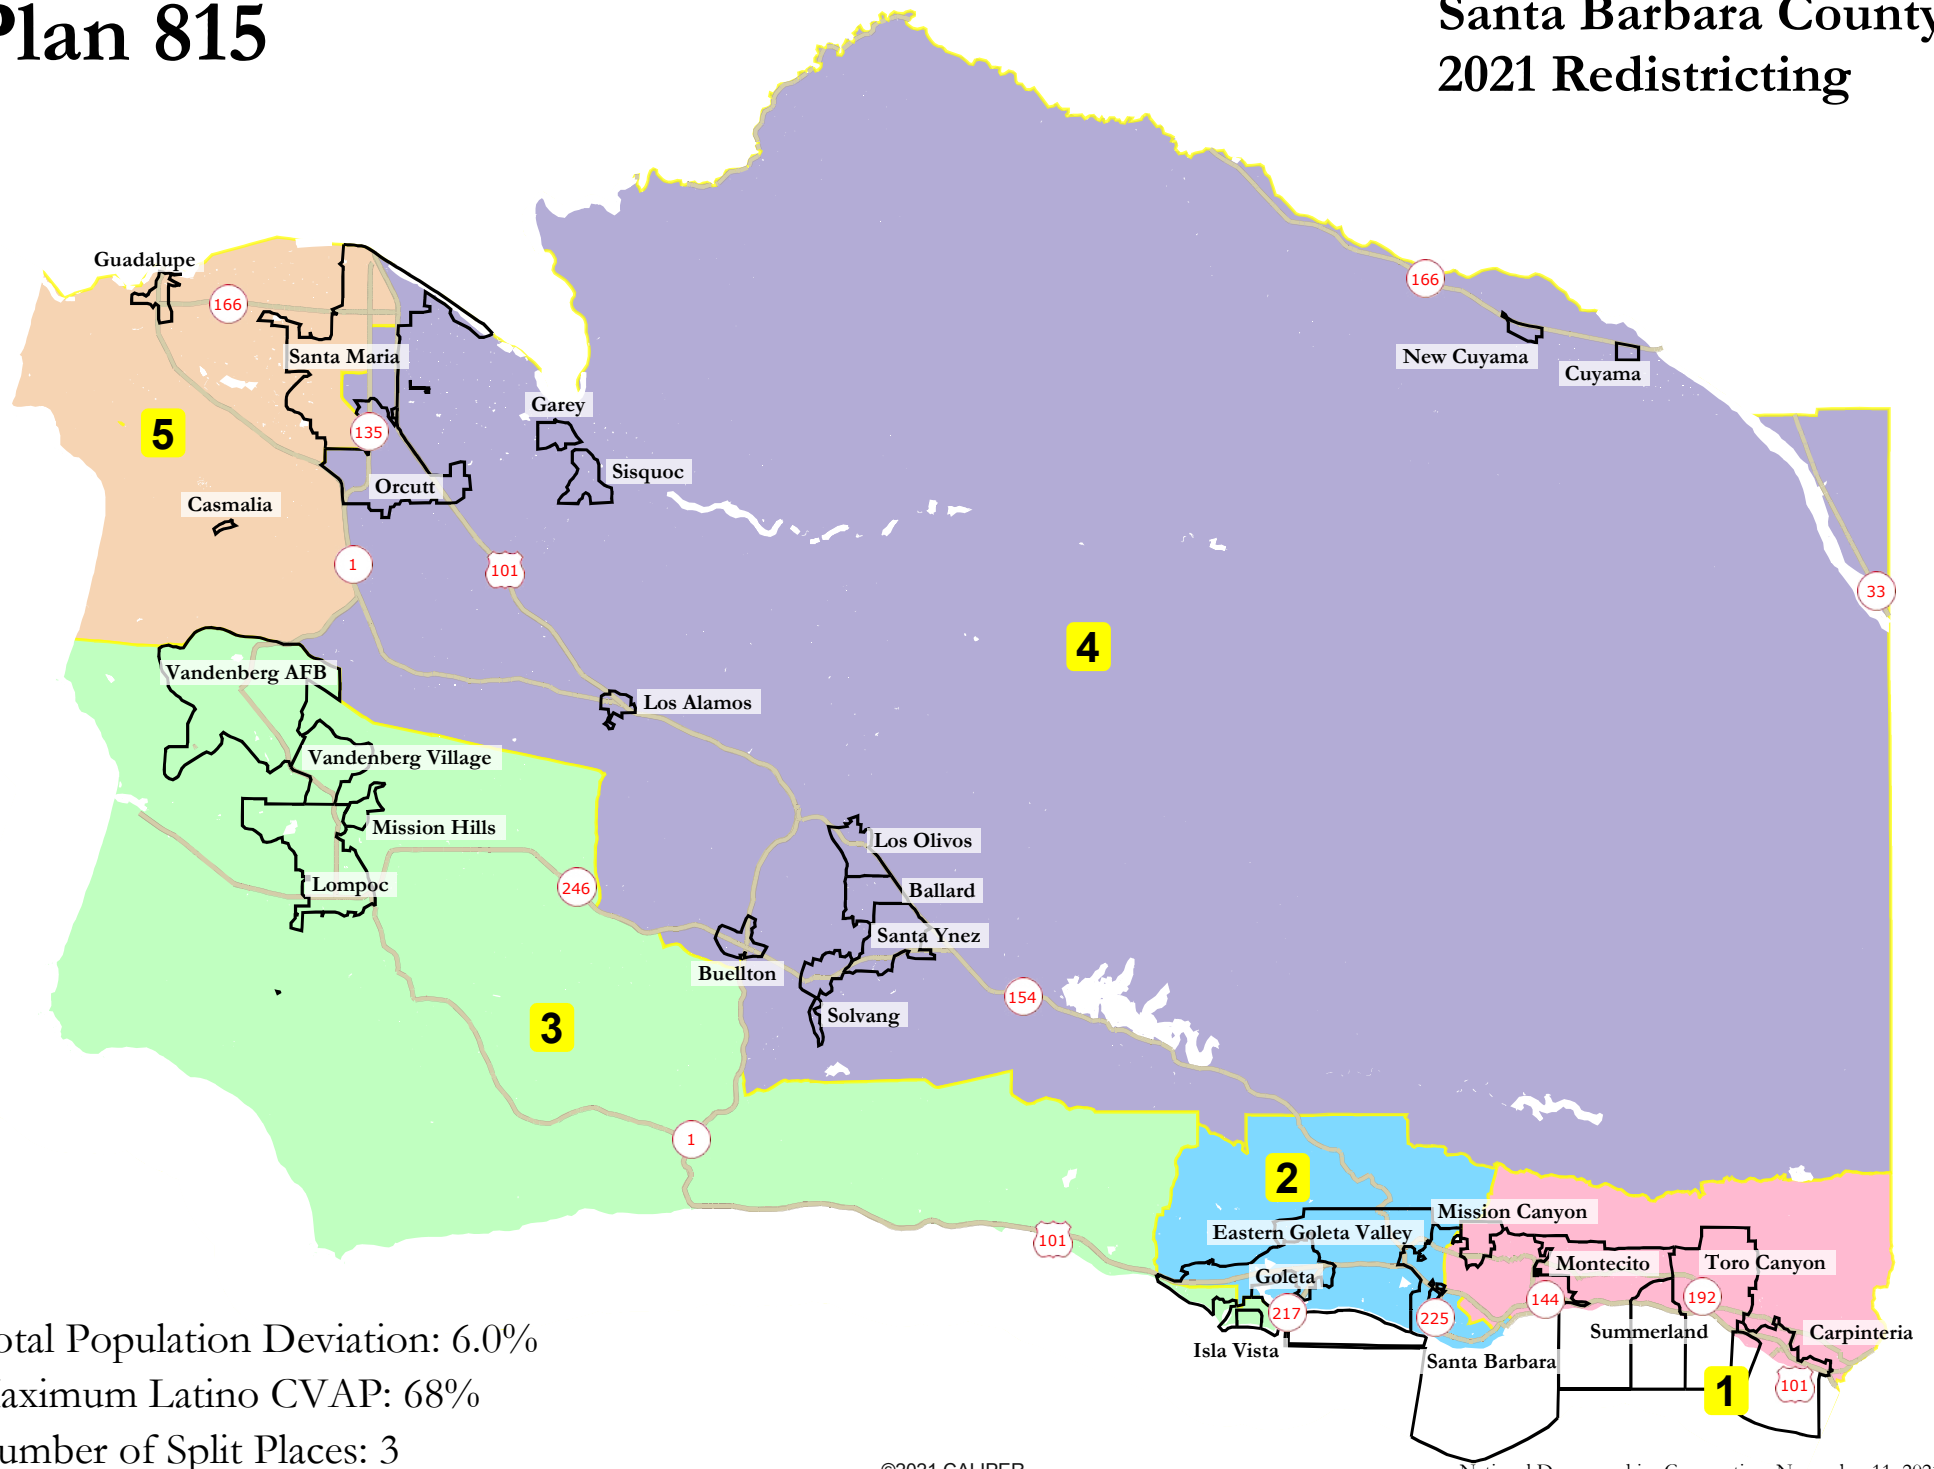 Plan 815
Santa Barbara County
2021 Redistricting
Guadalupe
166
Santa Maria
5
135
Orcutt
Casmalia
1
101
Garey
Sisquoc
166
New Cuyama
Cuyama
33
4
Vandenberg AFB
Los Alamos
Vandenberg Village
Mission Hills
Lompoc
246
Los Olivos
Ballard
Santa Ynez
Buellton
Solvang
154
3
1
101
2
Mission Canyon
Eastern Goleta Valley
Goleta
Montecito
Toro Canyon
217
225
144
192
Isla Vista
Santa Barbara
Summerland
Carpinteria
1
101
otal Population Deviation: 6.0%
aximum Latino CVAP: 68%
umber of Split Places: 3
©2021 CALIPER